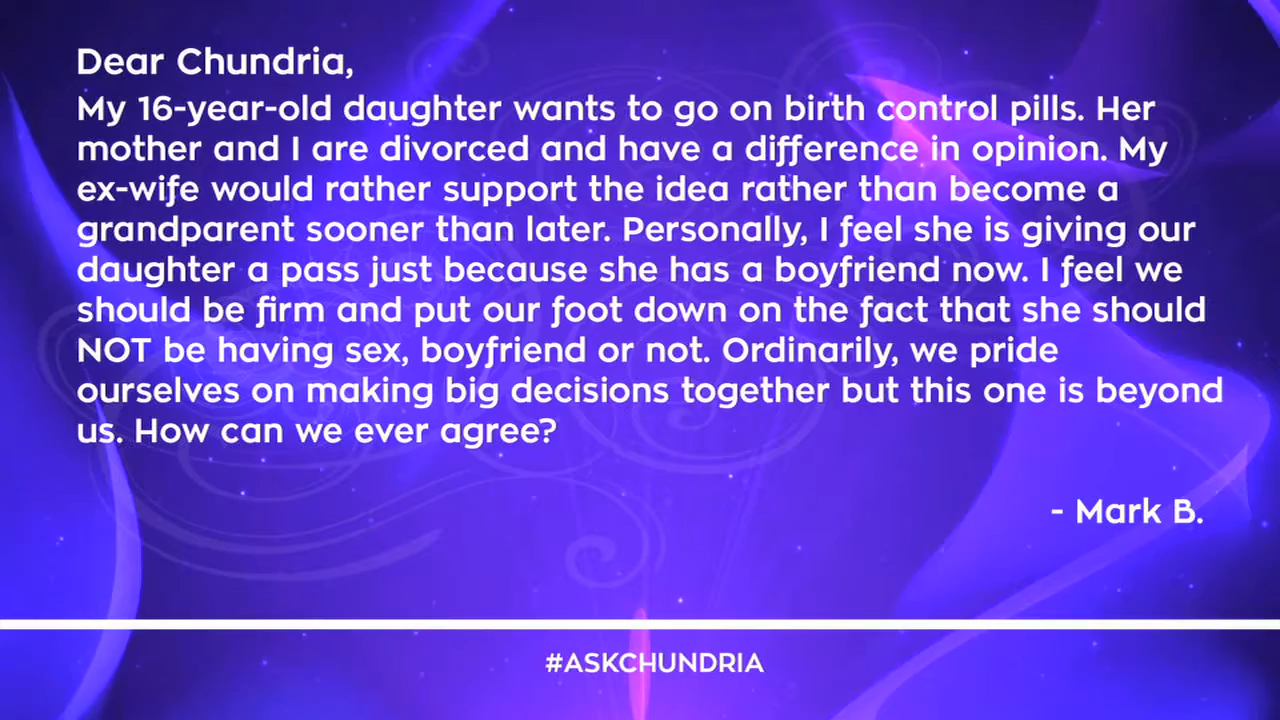 Dear Chundria,
My 16-year-old daughter wants to go on birth control pills. Her
mother and I are divorced and have a difference in opinion. My
ex-wife would rather support the idea rather than become a
grandparent sooner than later. Personally, I feel she is giving our
daughter a pass just because she has a boyfriend now. I feel we
should be firm and put our foot down on the fact that she should
NOT be having sex, boyfriend or not. Ordinarily, we pride
ourselves on making big decisions together but this one is beyond
us. How can we ever agree?
- Mark B.
#ASKCHUNDRIA